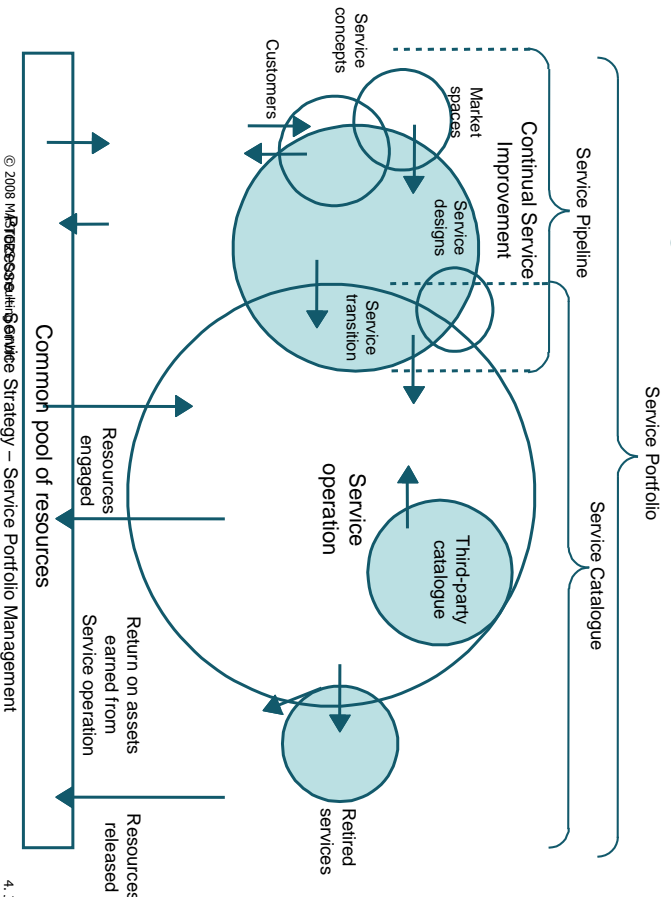 Service Portfolio
Service Pipeline
Service Catalogue
Continual Service
Improvement
Market
spaces
Service
concepts
Customers
Service
designs
Service
transition
Service
operation
Third-party
catalogue
Retired
services
Resources
engaged
Return on assets
earned from
Service operation
Resources
released
Common pool of resources
© 2008
Service Strategy – Service Portfolio Management
4.